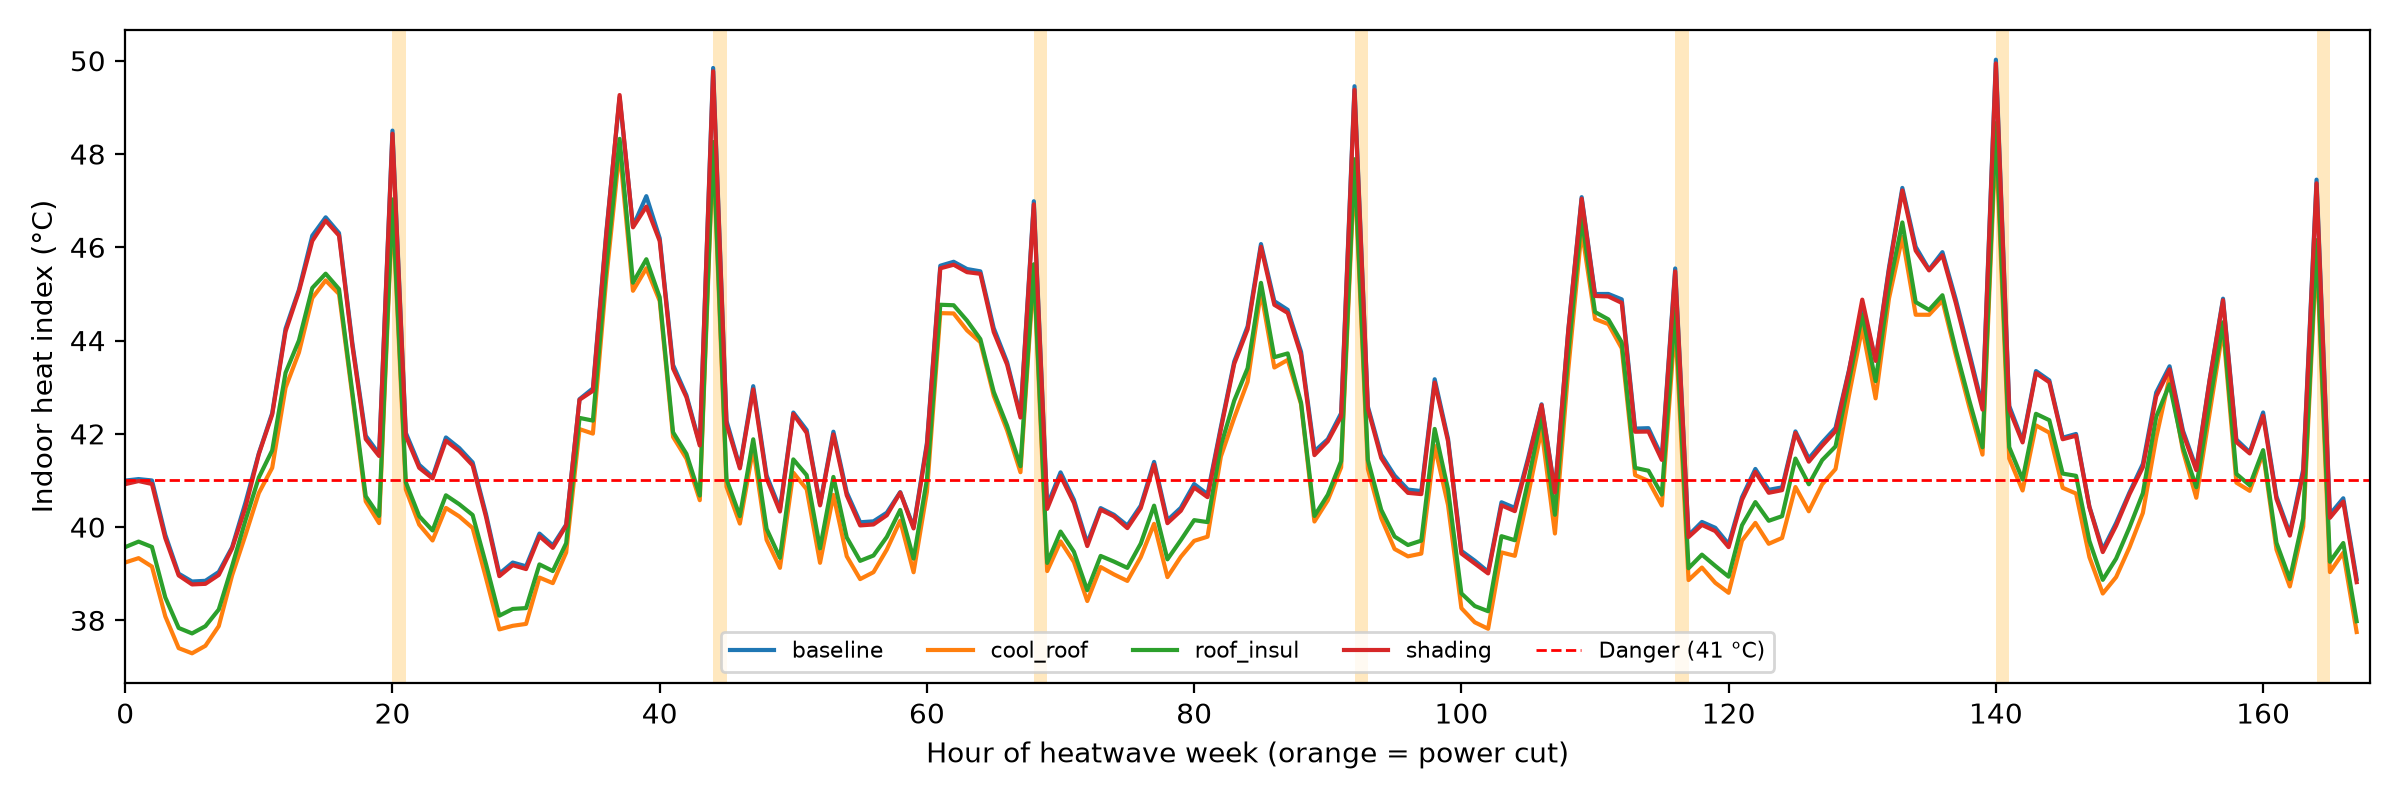 Indoor heat index (°C)
50
48
46
44
42
40
38
baseline cool_roof roof_insul shading Danger (41 °C)
0 20 40 60 80 100 120 140 160
Hour of heatwave week (orange = power cut)